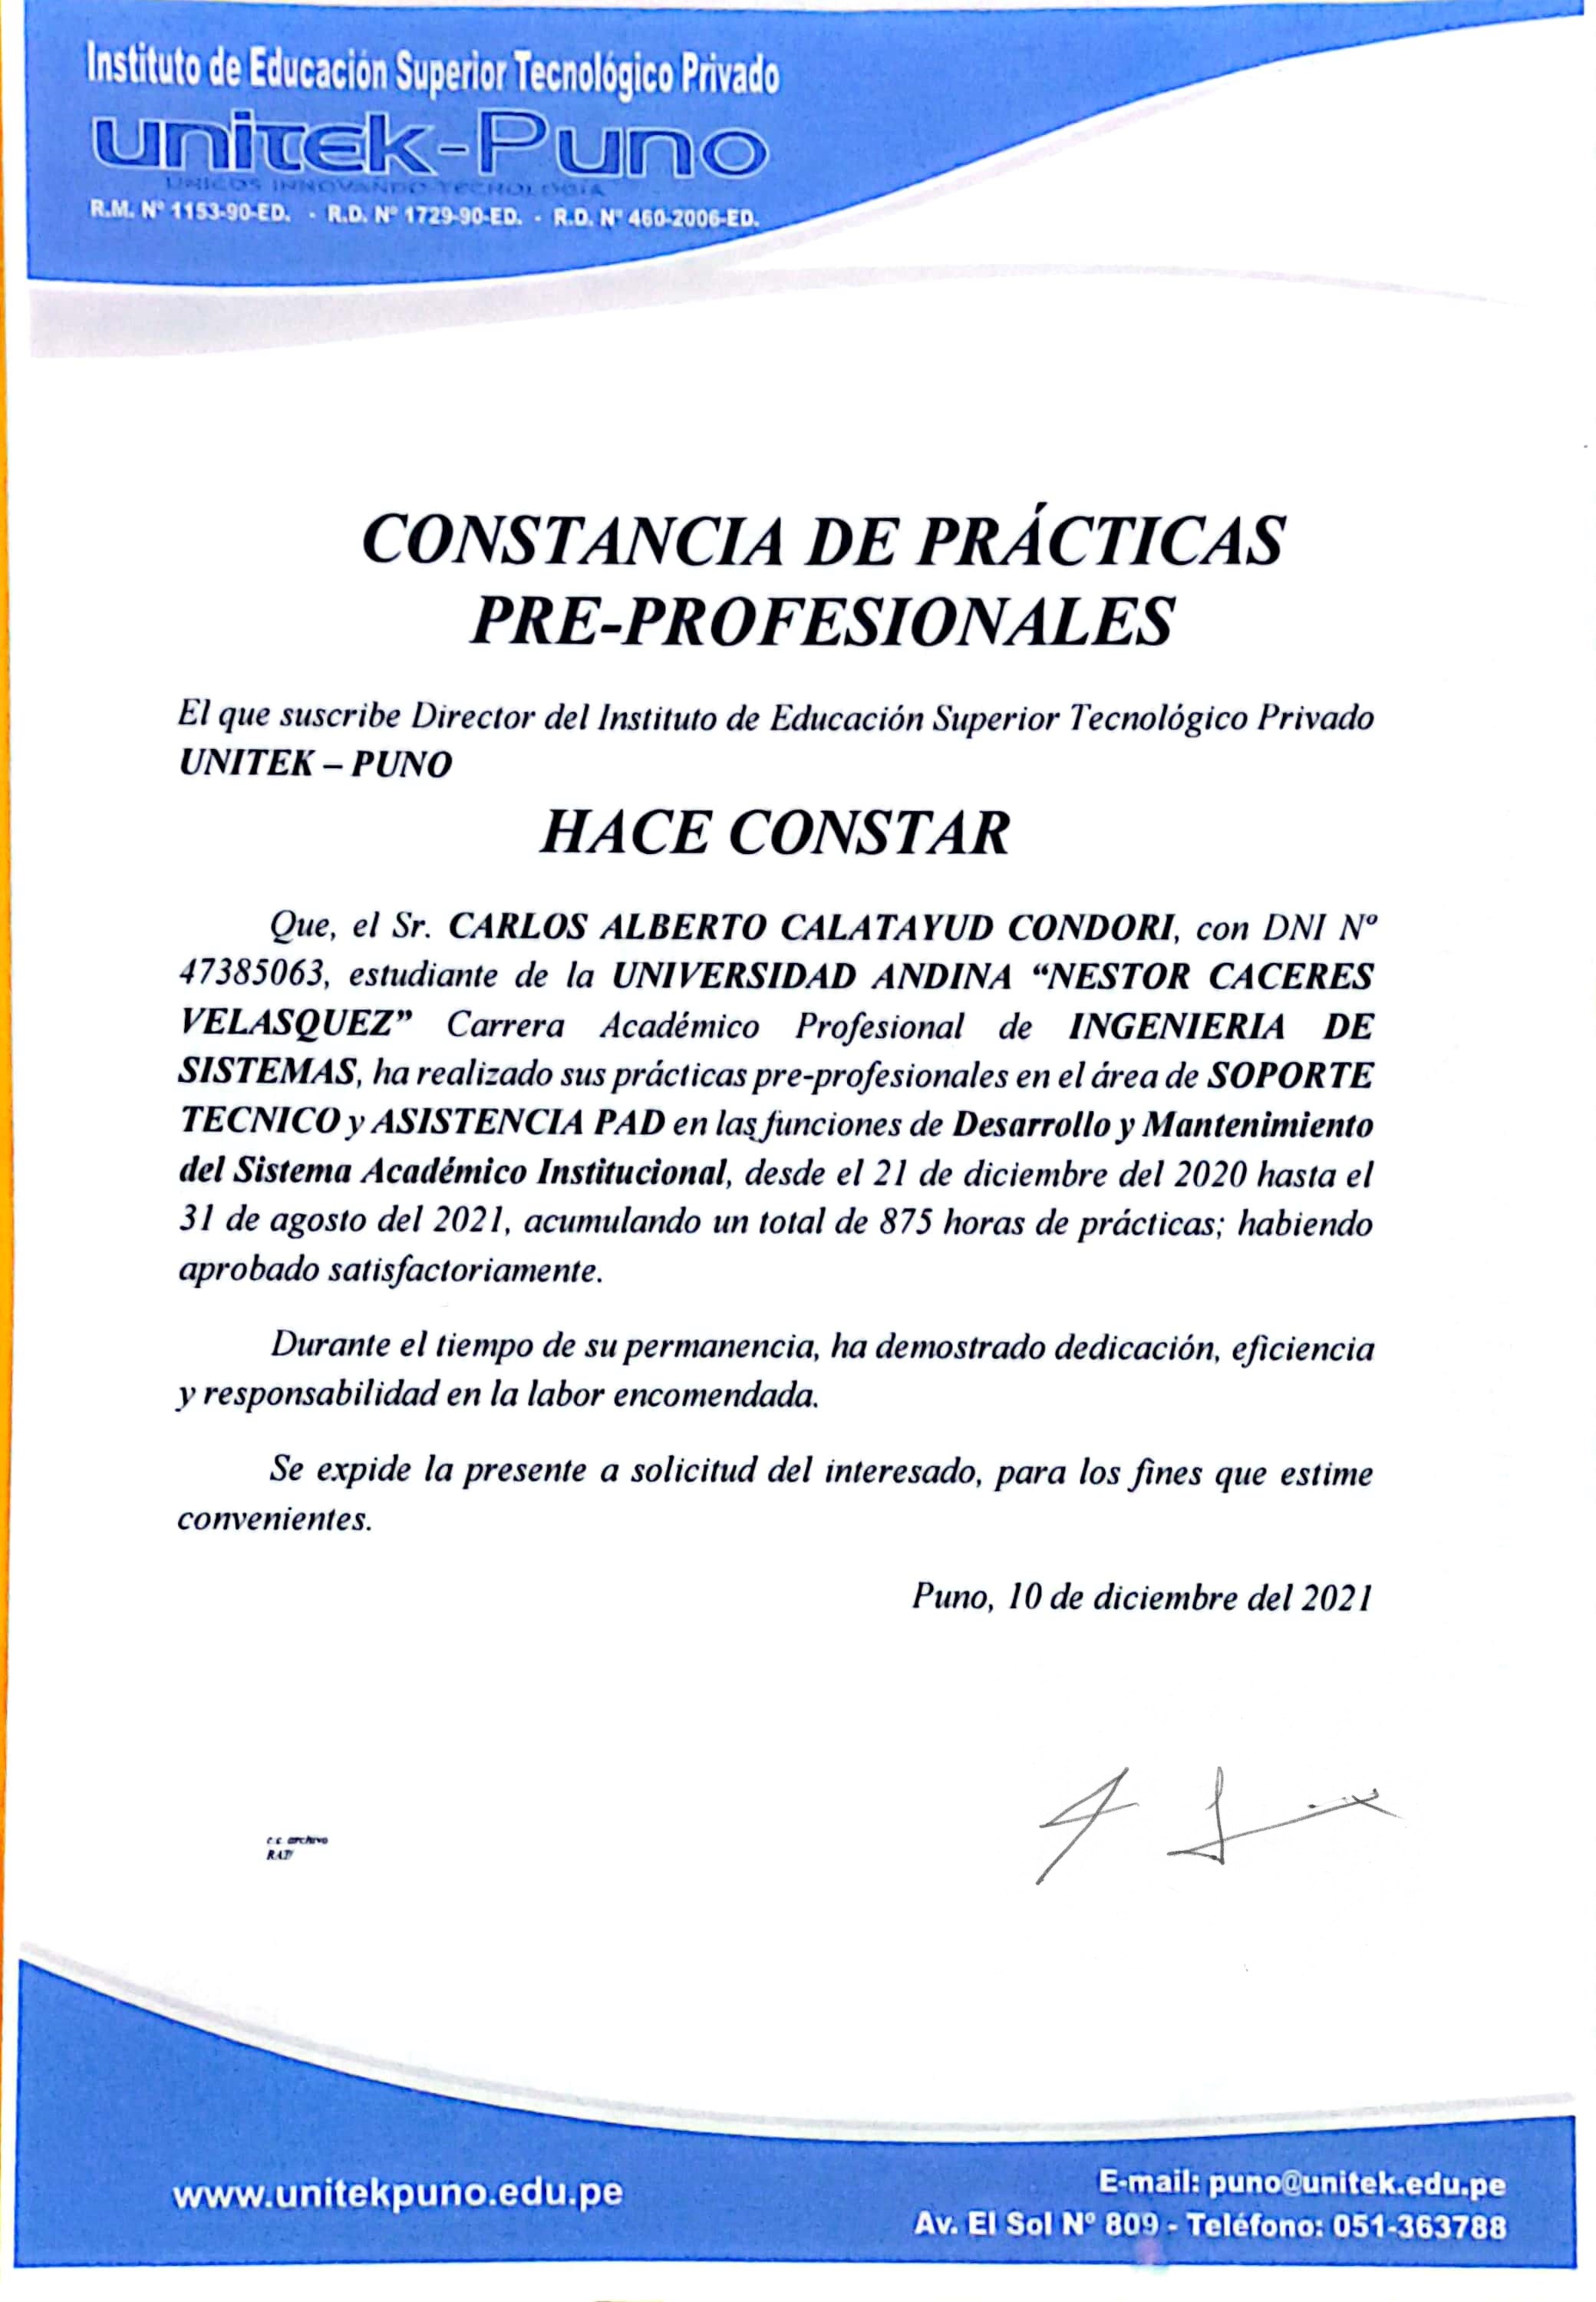 Instituto de Educación Superior Tecnológico Privado
unitek-Puno
UNICOS INNOVANDO TECNOLOGÍA
R.M. Nº 1153-90-ED. - R.D. Nº 1729-90-ED. - R.D. Nº 460-2006-ED.
CONSTANCIA DE PRÁCTICAS
PRE-PROFESIONALES
El que suscribe Director del Instituto de Educación Superior Tecnológico Privado
UNITEK – PUNO
HACE CONSTAR
Que, el Sr. CARLOS ALBERTO CALATAYUD CONDORI, con DNI Nº
47385063, estudiante de la UNIVERSIDAD ANDINA “NESTOR CACERES
VELASQUEZ” Carrera Académico Profesional de INGENIERIA DE
SISTEMAS, ha realizado sus prácticas pre-profesionales en el área de SOPORTE
TECNICO y ASISTENCIA PAD en las funciones de Desarrollo y Mantenimiento
del Sistema Académico Institucional, desde el 21 de diciembre del 2020 hasta el
31 de agosto del 2021, acumulando un total de 875 horas de prácticas; habiendo
aprobado satisfactoriamente.
Durante el tiempo de su permanencia, ha demostrado dedicación, eficiencia
y responsabilidad en la labor encomendada.
Se expide la presente a solicitud del interesado, para los fines que estime
convenientes.
Puno, 10 de diciembre del 2021
c.c. archivo
www.unitekpuno.edu.pe
E-mail: puno@unitek.edu.pe
Av. El Sol Nº 809 - Teléfono: 051-363788